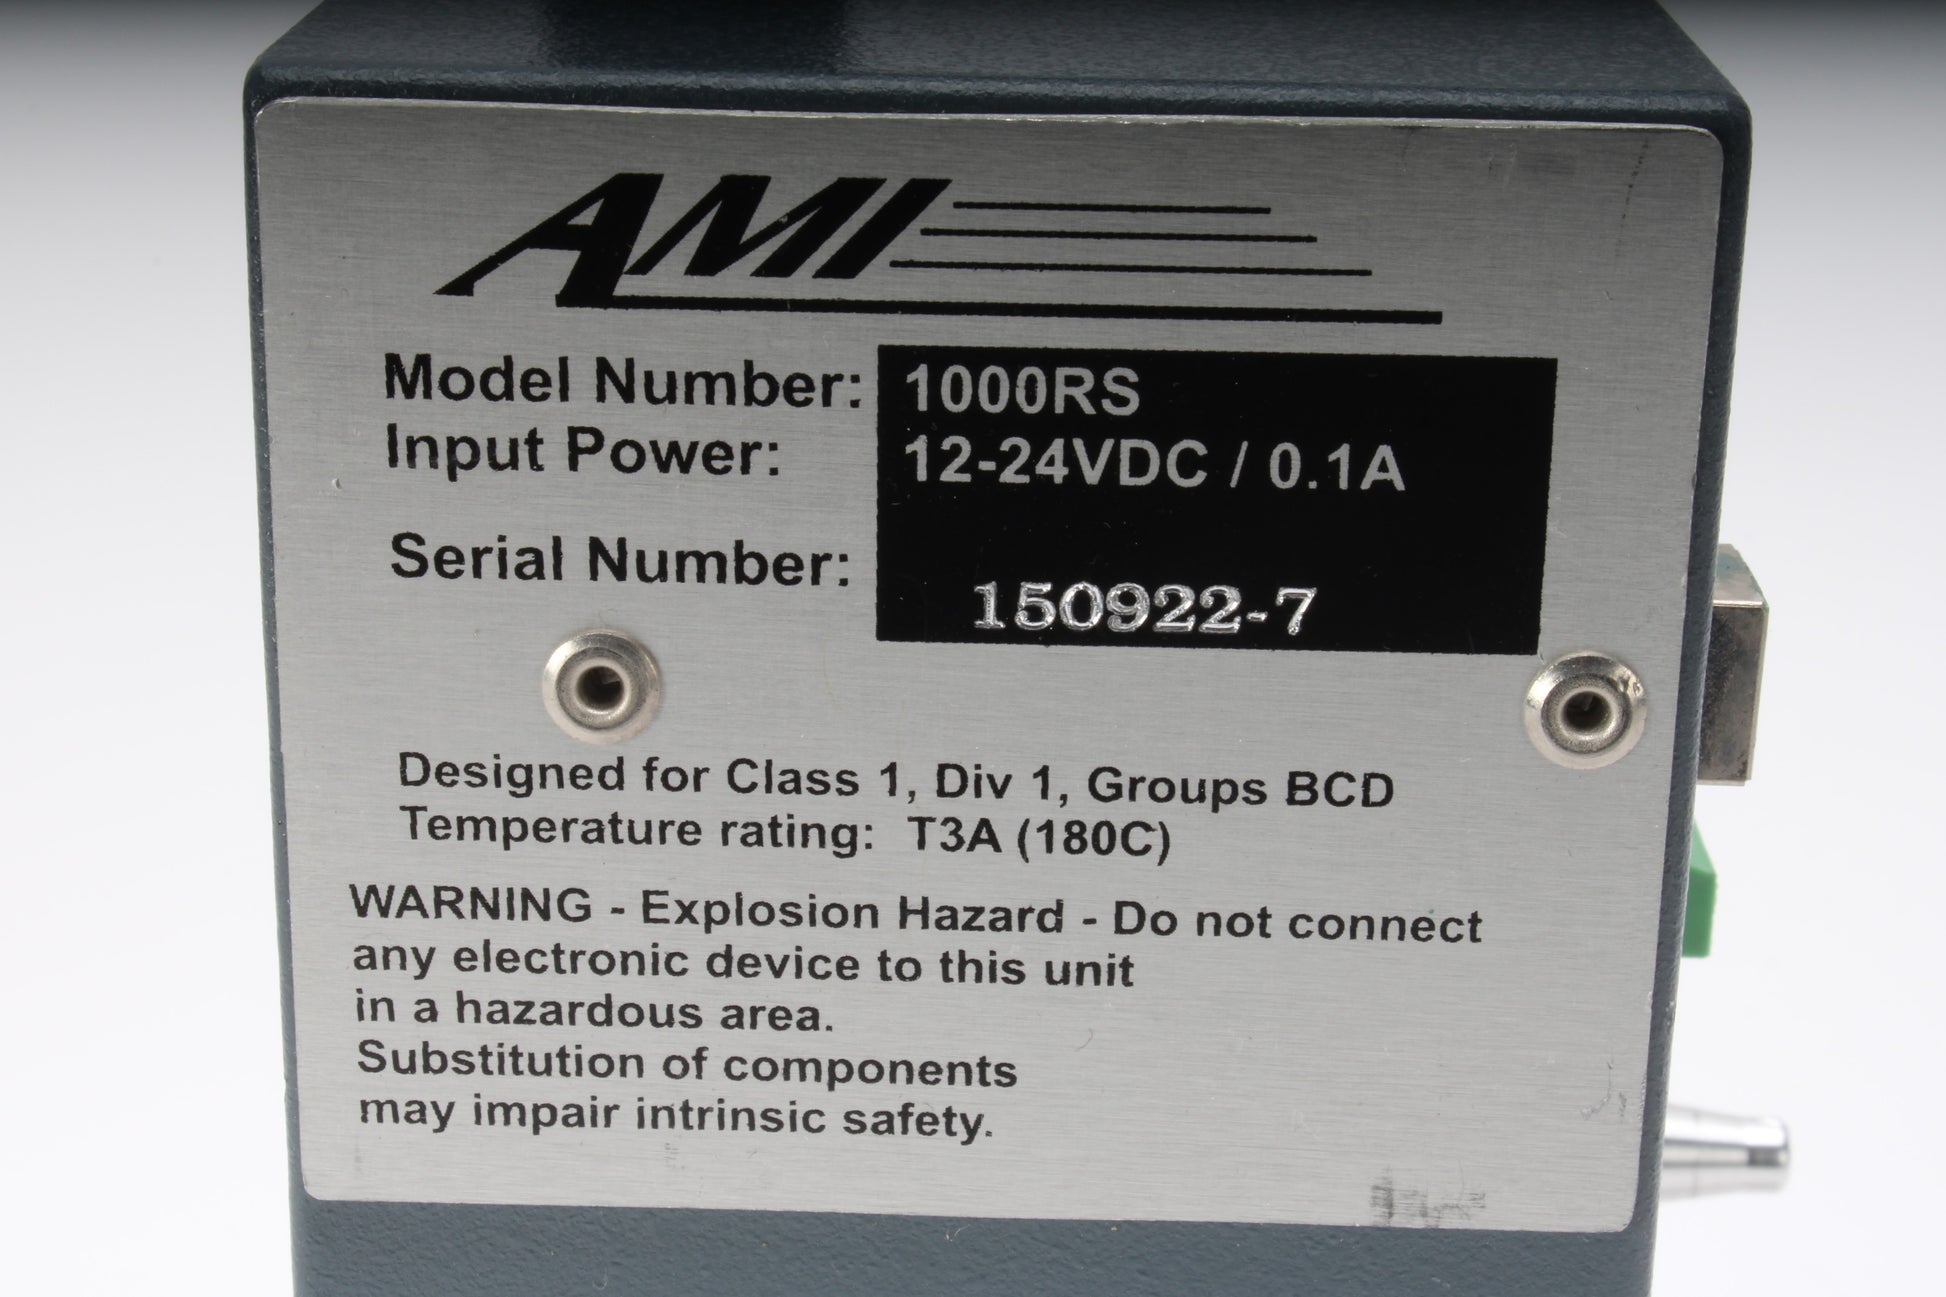 AMI
Model Number: 1000RS
Input Power: 12-24VDC / 0.1A
Serial Number: 150922-7
Designed for Class 1, Div 1, Groups BCD
Temperature rating: T3A (180C)
WARNING - Explosion Hazard - Do not connect
any electronic device to this unit
in a hazardous area.
Substitution of components
may impair intrinsic safety.